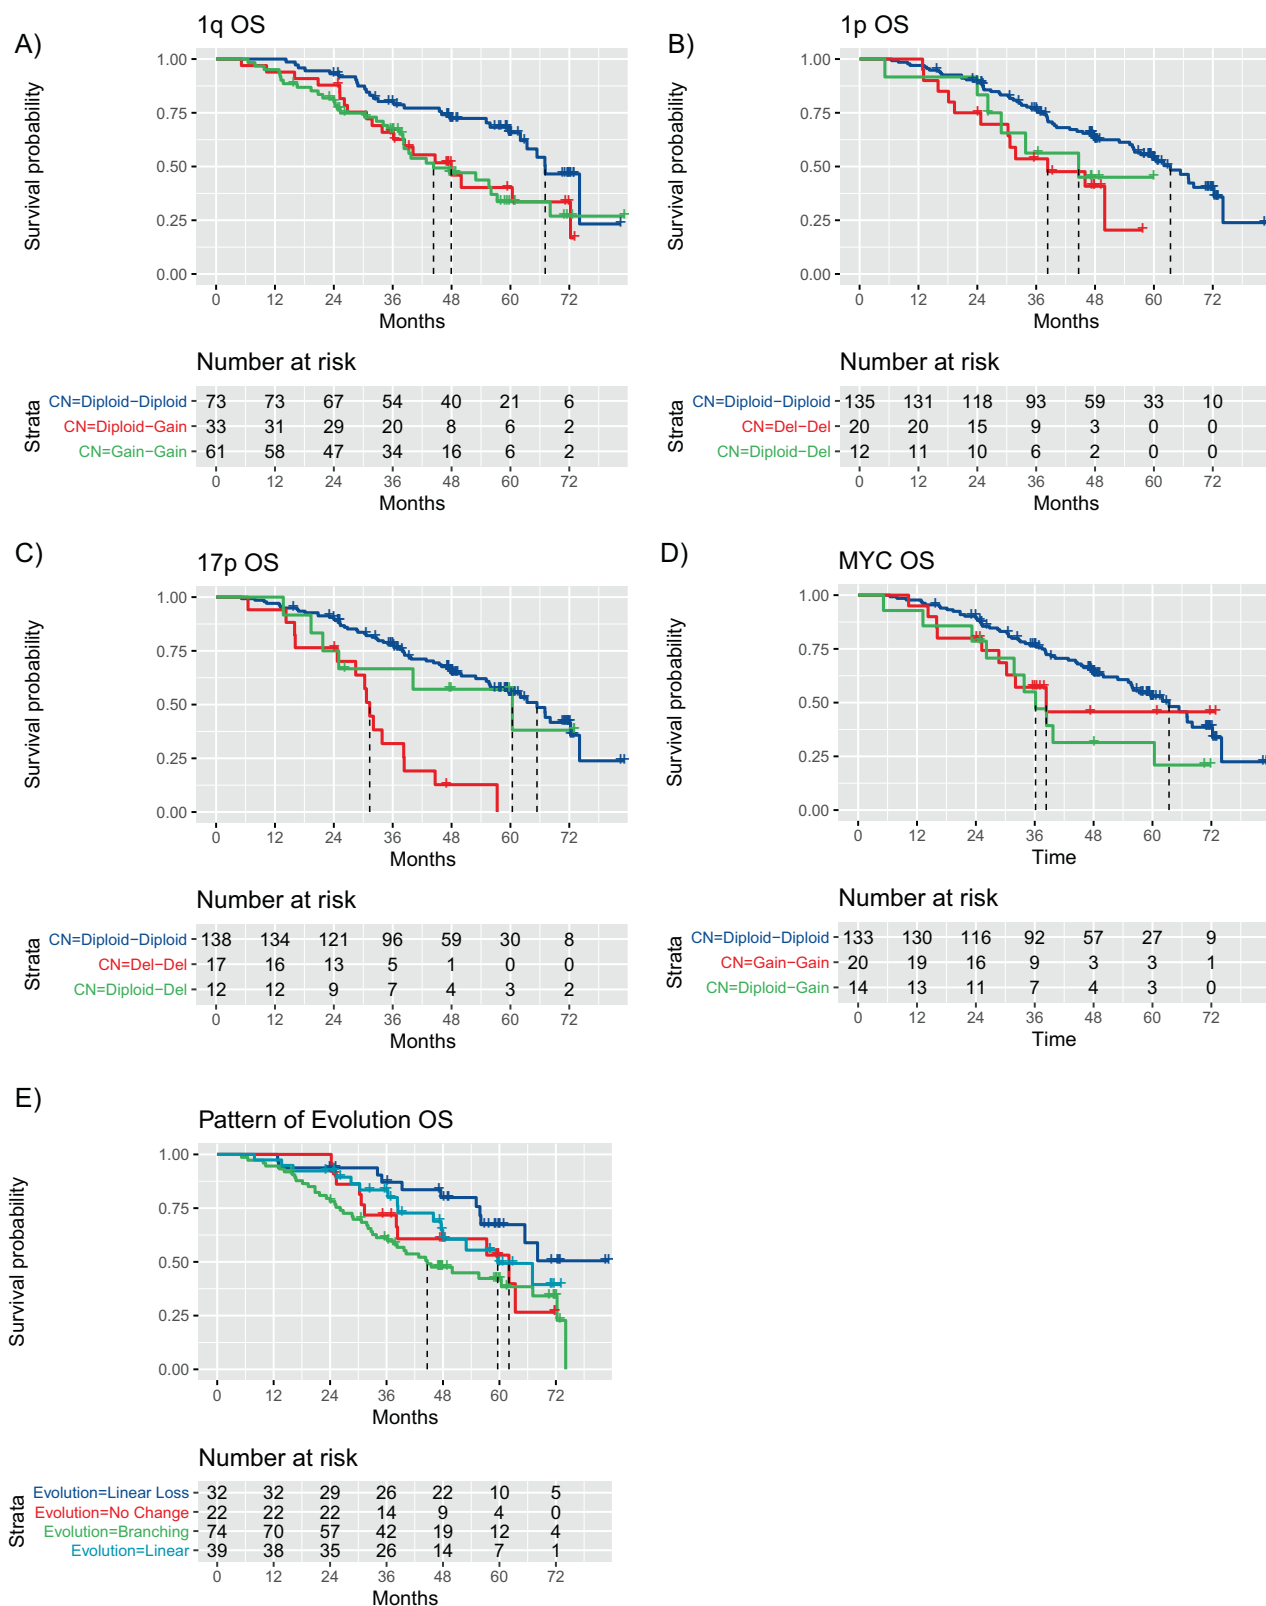 A)
1q OS
Survival probability
1.00
0.75
0.50
0.25
0.00
0 12 24 36 48 60 72
Months
Number at risk
Strata
CN=Diploid−Diploid 73 73 67 54 40 21 6
CN=Diploid−Gain 33 31 29 20 8 6 2
CN=Gain−Gain 61 58 47 34 16 6 2
0 12 24 36 48 60 72
Months
B)
1p OS
Survival probability
1.00
0.75
0.50
0.25
0.00
0 12 24 36 48 60 72
Months
Number at risk
Strata
CN=Diploid−Diploid 135 131 118 93 59 33 10
CN=Del−Del 20 20 15 9 3 0 0
CN=Diploid−Del 12 11 10 6 2 0 0
0 12 24 36 48 60 72
Months
C)
17p OS
Survival probability
1.00
0.75
0.50
0.25
0.00
0 12 24 36 48 60 72
Months
Number at risk
Strata
CN=Diploid−Diploid 138 134 121 96 59 30 8
CN=Del−Del 17 16 13 5 1 0 0
CN=Diploid−Del 12 12 9 7 4 3 2
0 12 24 36 48 60 72
Months
D)
MYC OS
Survival probability
1.00
0.75
0.50
0.25
0.00
0 12 24 36 48 60 72
Time
Number at risk
Strata
CN=Diploid−Diploid 133 130 116 92 57 27 9
CN=Gain−Gain 20 19 16 9 3 3 1
CN=Diploid−Gain 14 13 11 7 4 3 0
0 12 24 36 48 60 72
Time
E)
Pattern of Evolution OS
Survival probability
1.00
0.75
0.50
0.25
0.00
0 12 24 36 48 60 72
Months
Number at risk
Strata
Evolution=Linear Loss 32 32 29 26 22 10 5
Evolution=No Change 22 22 22 14 9 4 0
Evolution=Branching 74 70 57 42 19 12 4
Evolution=Linear 39 38 35 26 14 7 1
0 12 24 36 48 60 72
Months